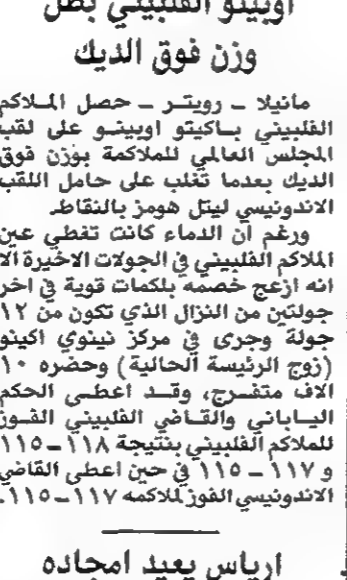 اوبينو الفلبيني بطل
وزن فوق الديك
مانيلا ـ رويتر ـ حصل الملاكم
الفلبيني باكيتو اوبينو على لقب
المجلس العالمي للملاكمة بوزن فوق
الديك بعدما تغلب على حامل اللقب
الاندونيسي ليتل هومز بالنقاط.
ورغم ان الدماء كانت تغطي عين
الملاكم الفلبيني في الجولات الاخيرة الا
انه ازعج خصمه بلكمات قوية في اخر
جولتين من النزال الذي تكون من ١٢
جولة وجرى في مركز نينوي اكينو
(زوج الرئيسة الحالية) وحضره ١٠
الاف متفرج، وقد اعطى الحكم
الياباني والقاضي الفلبيني الفوز
للملاكم الفلبيني بنتيجة ١١٨ ـ ١١٥
و ١١٧ ـ ١١٥ في حين اعطى القاضي
الاندونيسي الفوز لملاكمه ١١٧ ـ ١١٥.
ارياس يعيد امجاده